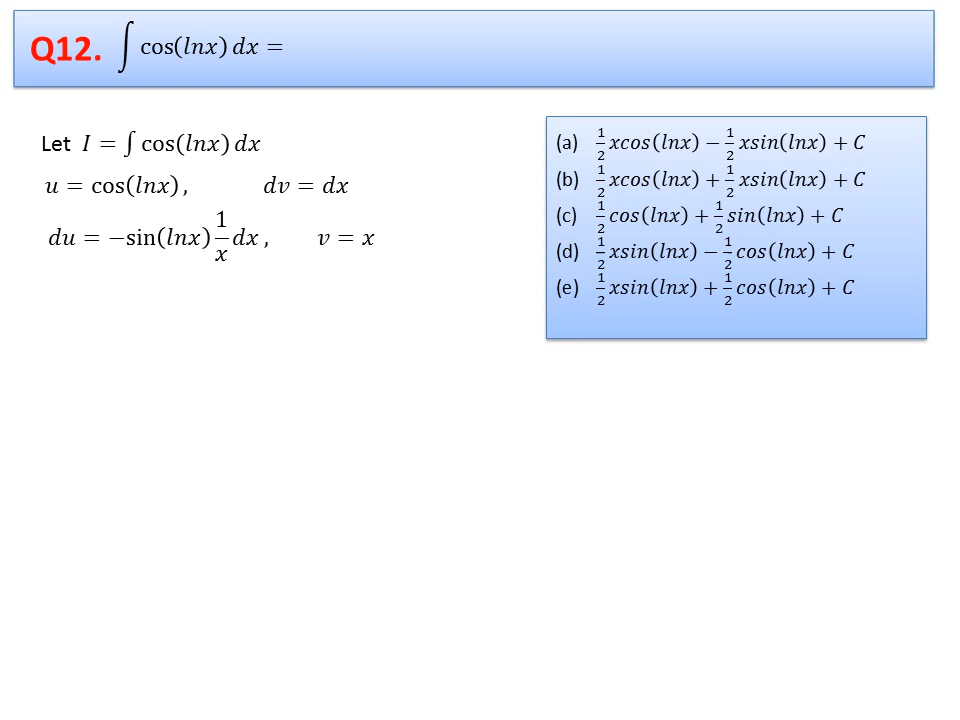 Q12. ∫ cos(lnx) dx =
Let I = ∫ cos(lnx) dx
u = cos(lnx) , dv = dx
du = −sin(lnx) 1/x dx , v = x
(a) 1/2 xcos(lnx) − 1/2 xsin(lnx) + C
(b) 1/2 xcos(lnx) + 1/2 xsin(lnx) + C
(c) 1/2 cos(lnx) + 1/2 sin(lnx) + C
(d) 1/2 xsin(lnx) − 1/2 cos(lnx) + C
(e) 1/2 xsin(lnx) + 1/2 cos(lnx) + C